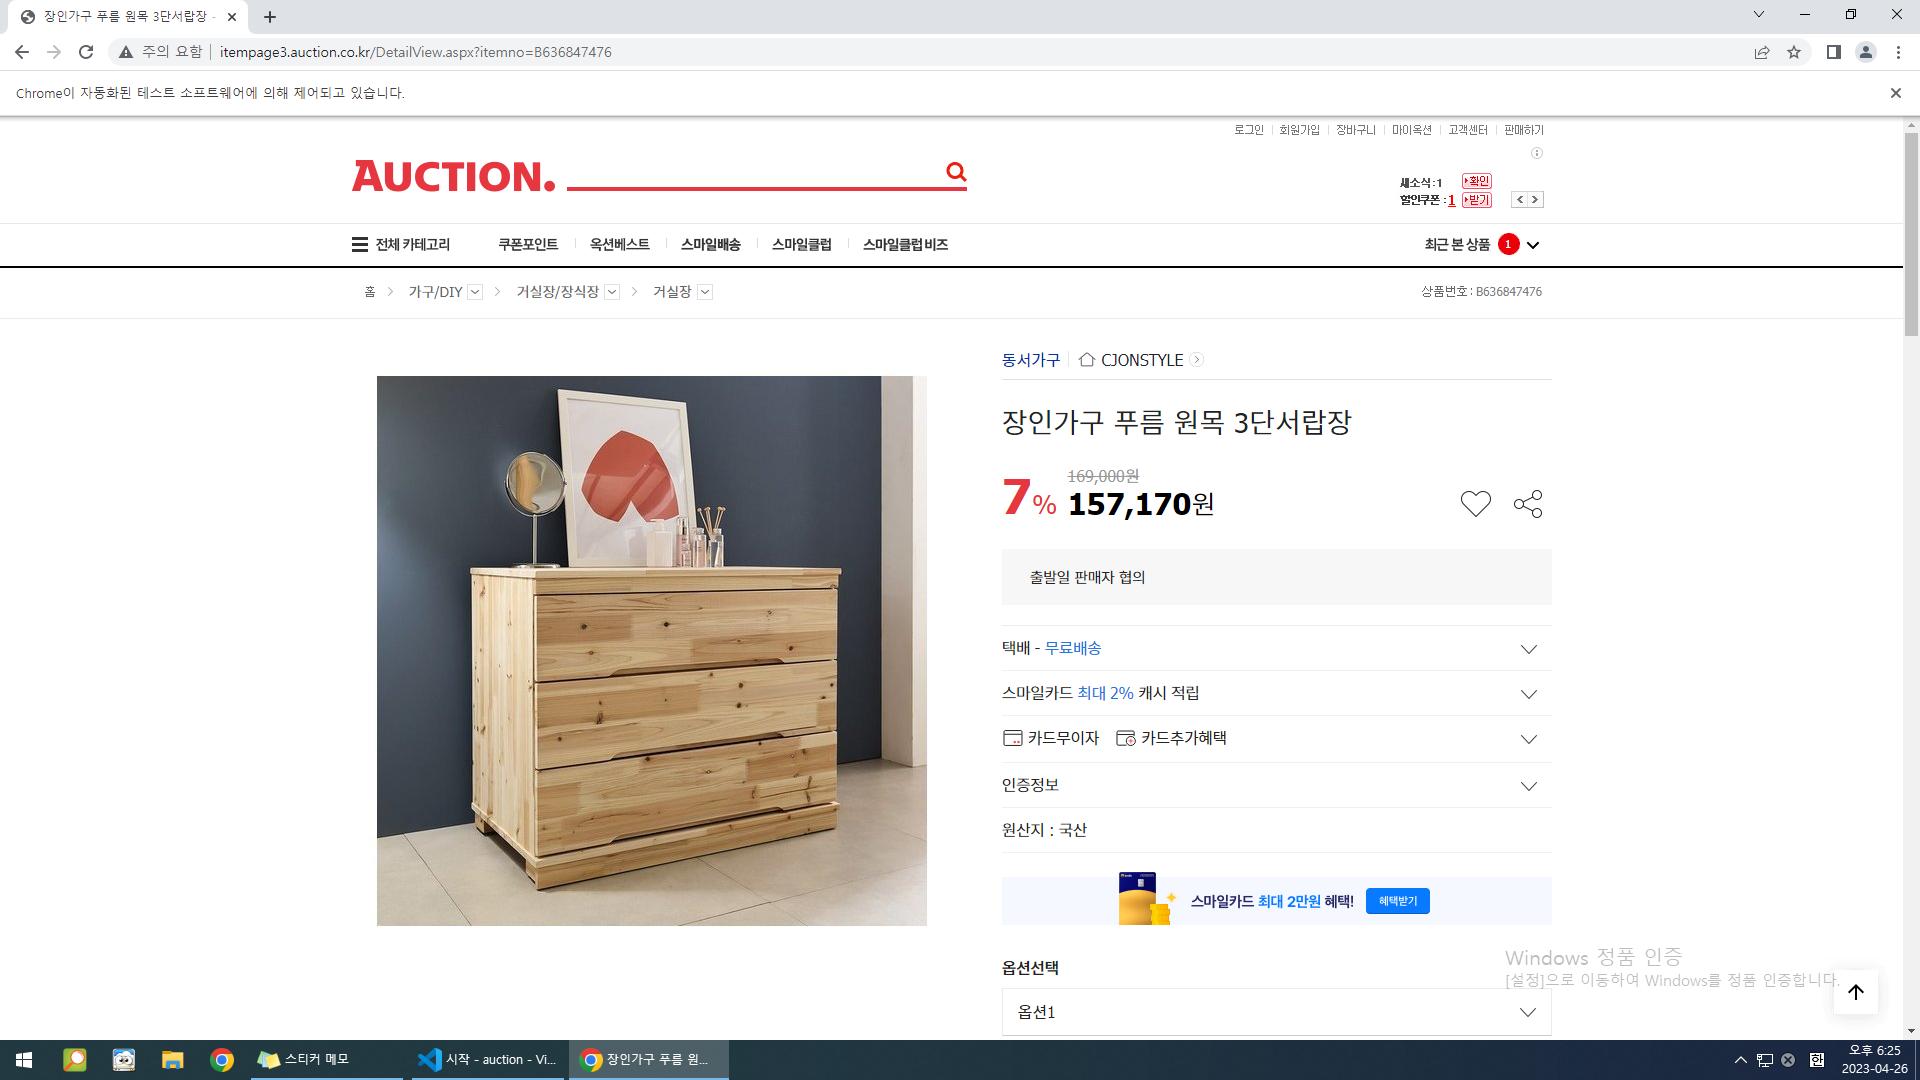 장인가구 푸름 원목 3단서랍장 -
주의 요함
itempage3.auction.co.kr/DetailView.aspx?itemno=B636847476
Chrome이 자동화된 테스트 소프트웨어에 의해 제어되고 있습니다.
로그인 회원가입 장바구니 마이옥션 고객센터 판매하기
AUCTION.
새소식:1 확인
할인쿠폰:1 받기
전체 카테고리 쿠폰포인트 옥션베스트 스마일배송 스마일클럽 스마일클럽 비즈 최근 본 상품 1
홈 가구/DIY 거실장/장식장 거실장 상품번호 : B636847476
동서가구 CJONSTYLE
장인가구 푸름 원목 3단서랍장
169,000원
7% 157,170원
출발일 판매자 협의
택배 - 무료배송
스마일카드 최대 2% 캐시 적립
카드무이자 카드추가혜택
인증정보
원산지 : 국산
스마일카드 최대 2만원 혜택! 혜택받기
옵션선택
옵션1
Windows 정품 인증
[설정]으로 이동하여 Windows를 정품 인증합니다.
스티커 메모
시작 - auction - Vi...
장인가구 푸름 원...
한
오후 6:25
2023-04-26